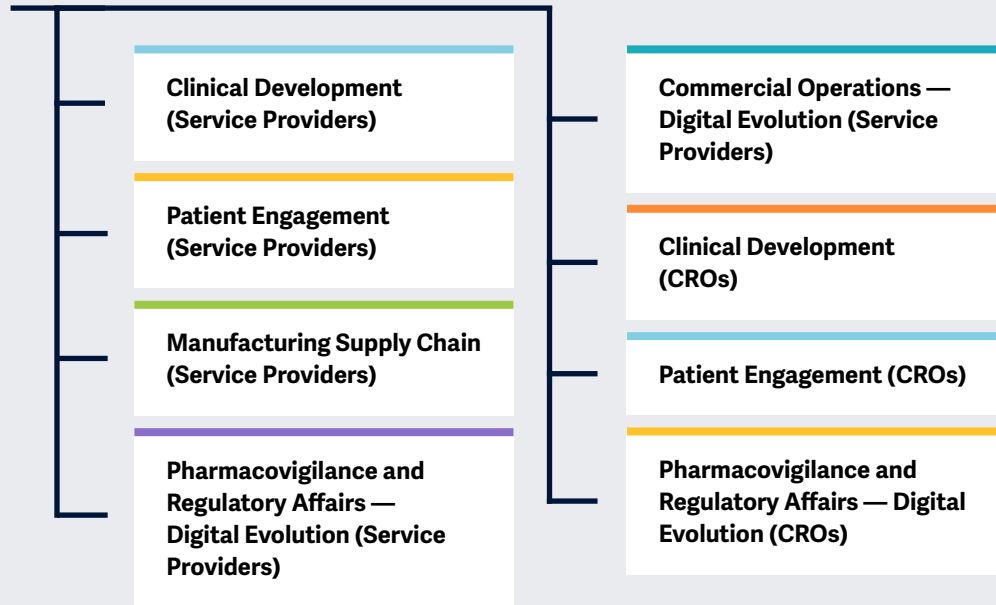 Clinical Development
(Service Providers)
Patient Engagement
(Service Providers)
Manufacturing Supply Chain
(Service Providers)
Pharmacovigilance and
Regulatory Affairs —
Digital Evolution (Service
Providers)
Commercial Operations —
Digital Evolution (Service
Providers)
Clinical Development
(CROs)
Patient Engagement (CROs)
Pharmacovigilance and
Regulatory Affairs — Digital
Evolution (CROs)